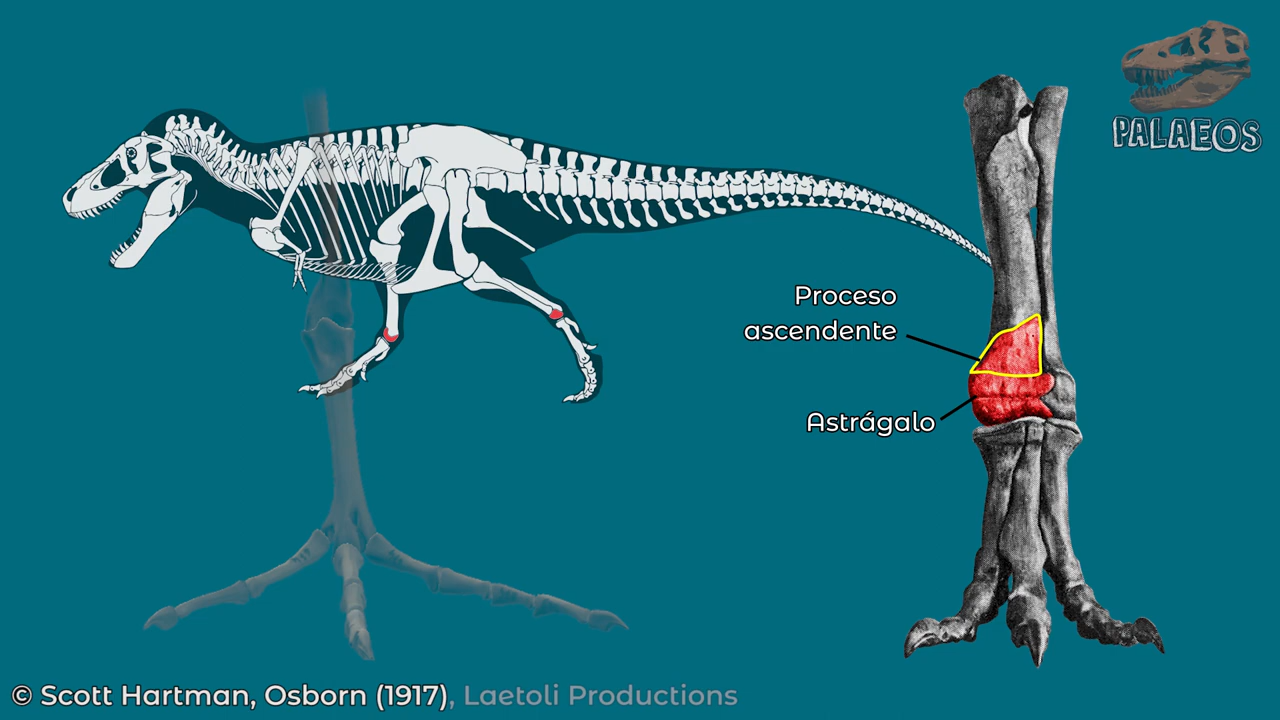 PALAEOS
Proceso
ascendente
Astrágalo
© Scott Hartman, Osborn (1917), Laetoli Productions